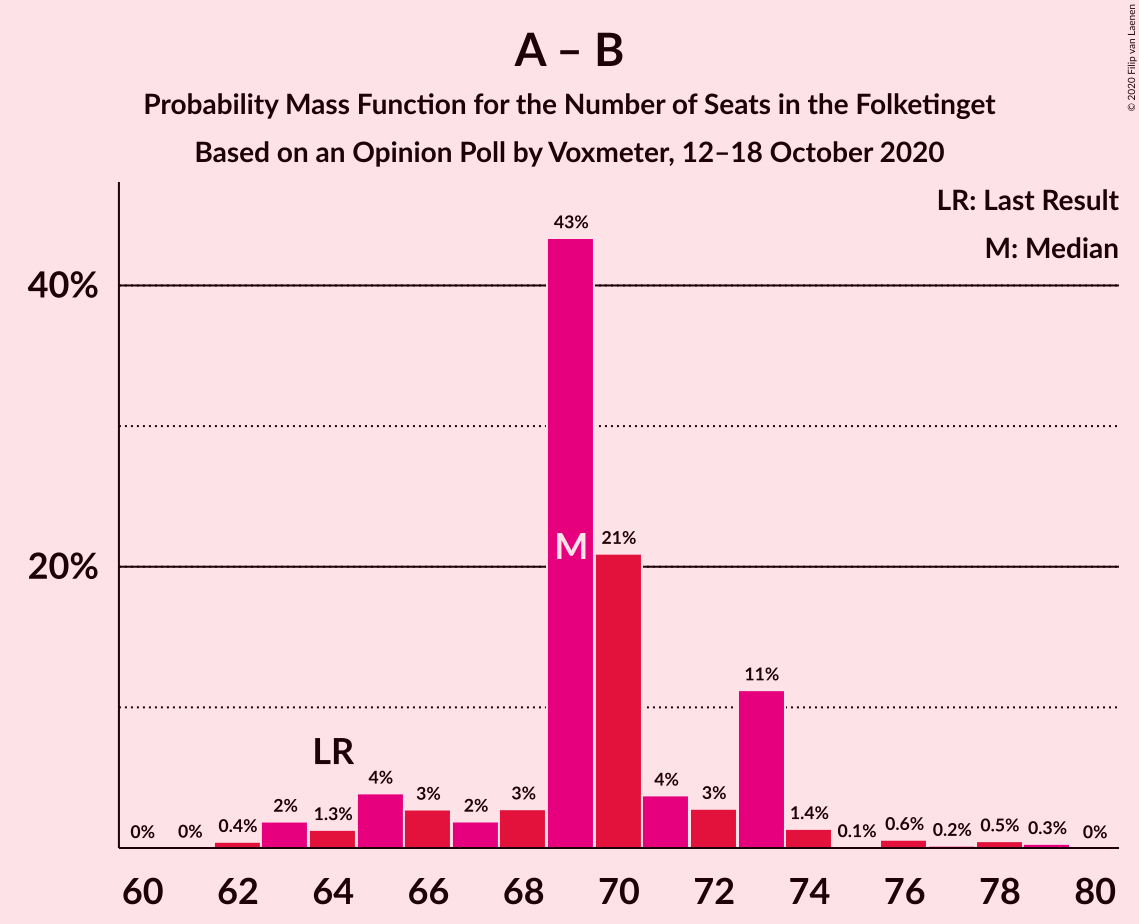 A – B
Probability Mass Function for the Number of Seats in the Folketinget
Based on an Opinion Poll by Voxmeter, 12–18 October 2020
© 2020 Filip van Laenen
LR: Last Result
M: Median
40%
20%
0%
0%
0.4%
2%
1.3%
LR
4%
3%
2%
3%
43%
M
21%
4%
3%
11%
1.4%
0.1%
0.6%
0.2%
0.5%
0.3%
0%
60 62 64 66 68 70 72 74 76 78 80